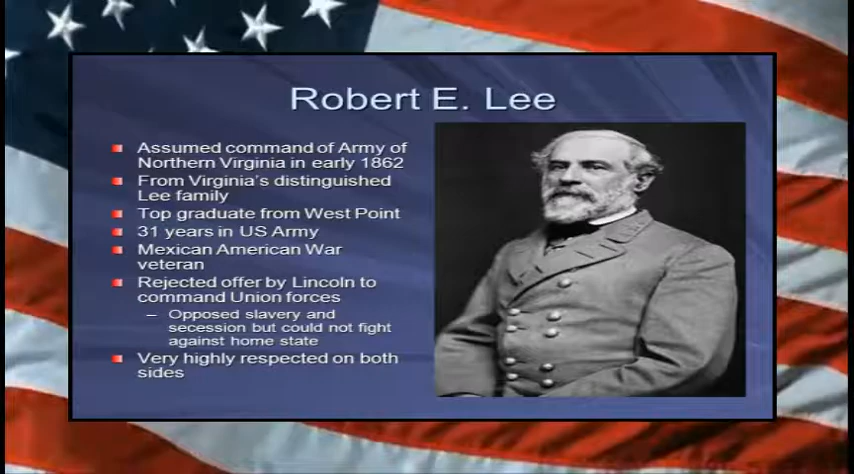 Robert E. Lee
Assumed command of Army of
Northern Virginia in early 1862
From Virginia's distinguished
Lee family
Top graduate from West Point
31 years in US Army
Mexican American War
veteran
Rejected offer by Lincoln to
command Union forces
– Opposed slavery and
secession but could not fight
against home state
Very highly respected on both
sides